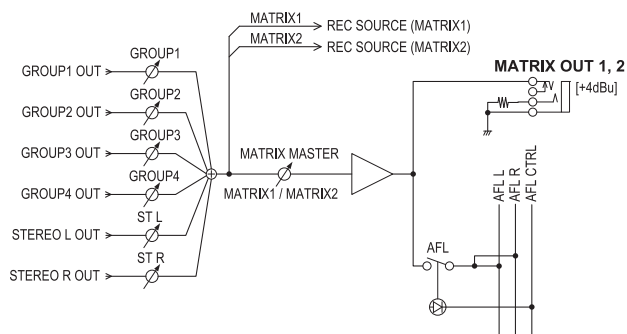 MATRIX1
REC SOURCE (MATRIX1)
MATRIX2
REC SOURCE (MATRIX2)
GROUP1
GROUP1 OUT
GROUP2
GROUP2 OUT
GROUP3
GROUP3 OUT
GROUP4
GROUP4 OUT
ST L
STEREO L OUT
ST R
STEREO R OUT
MATRIX MASTER
MATRIX1 / MATRIX2
MATRIX OUT 1, 2
[+4dBu]
AFL L
AFL R
AFL CTRL
AFL